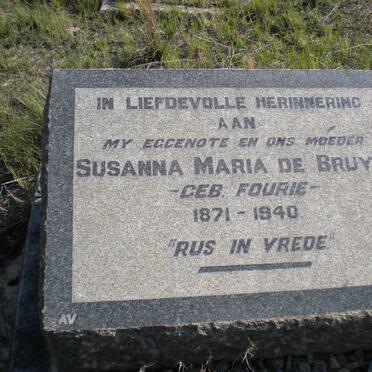 IN LIEFDEVOLLE HERINNERING
AAN
MY EGGENOTE EN ONS MOEDER
SUSANNA MARIA DE BRUY
-GEB. FOURIE-
1871 - 1940
"RUS IN VREDE"
AV